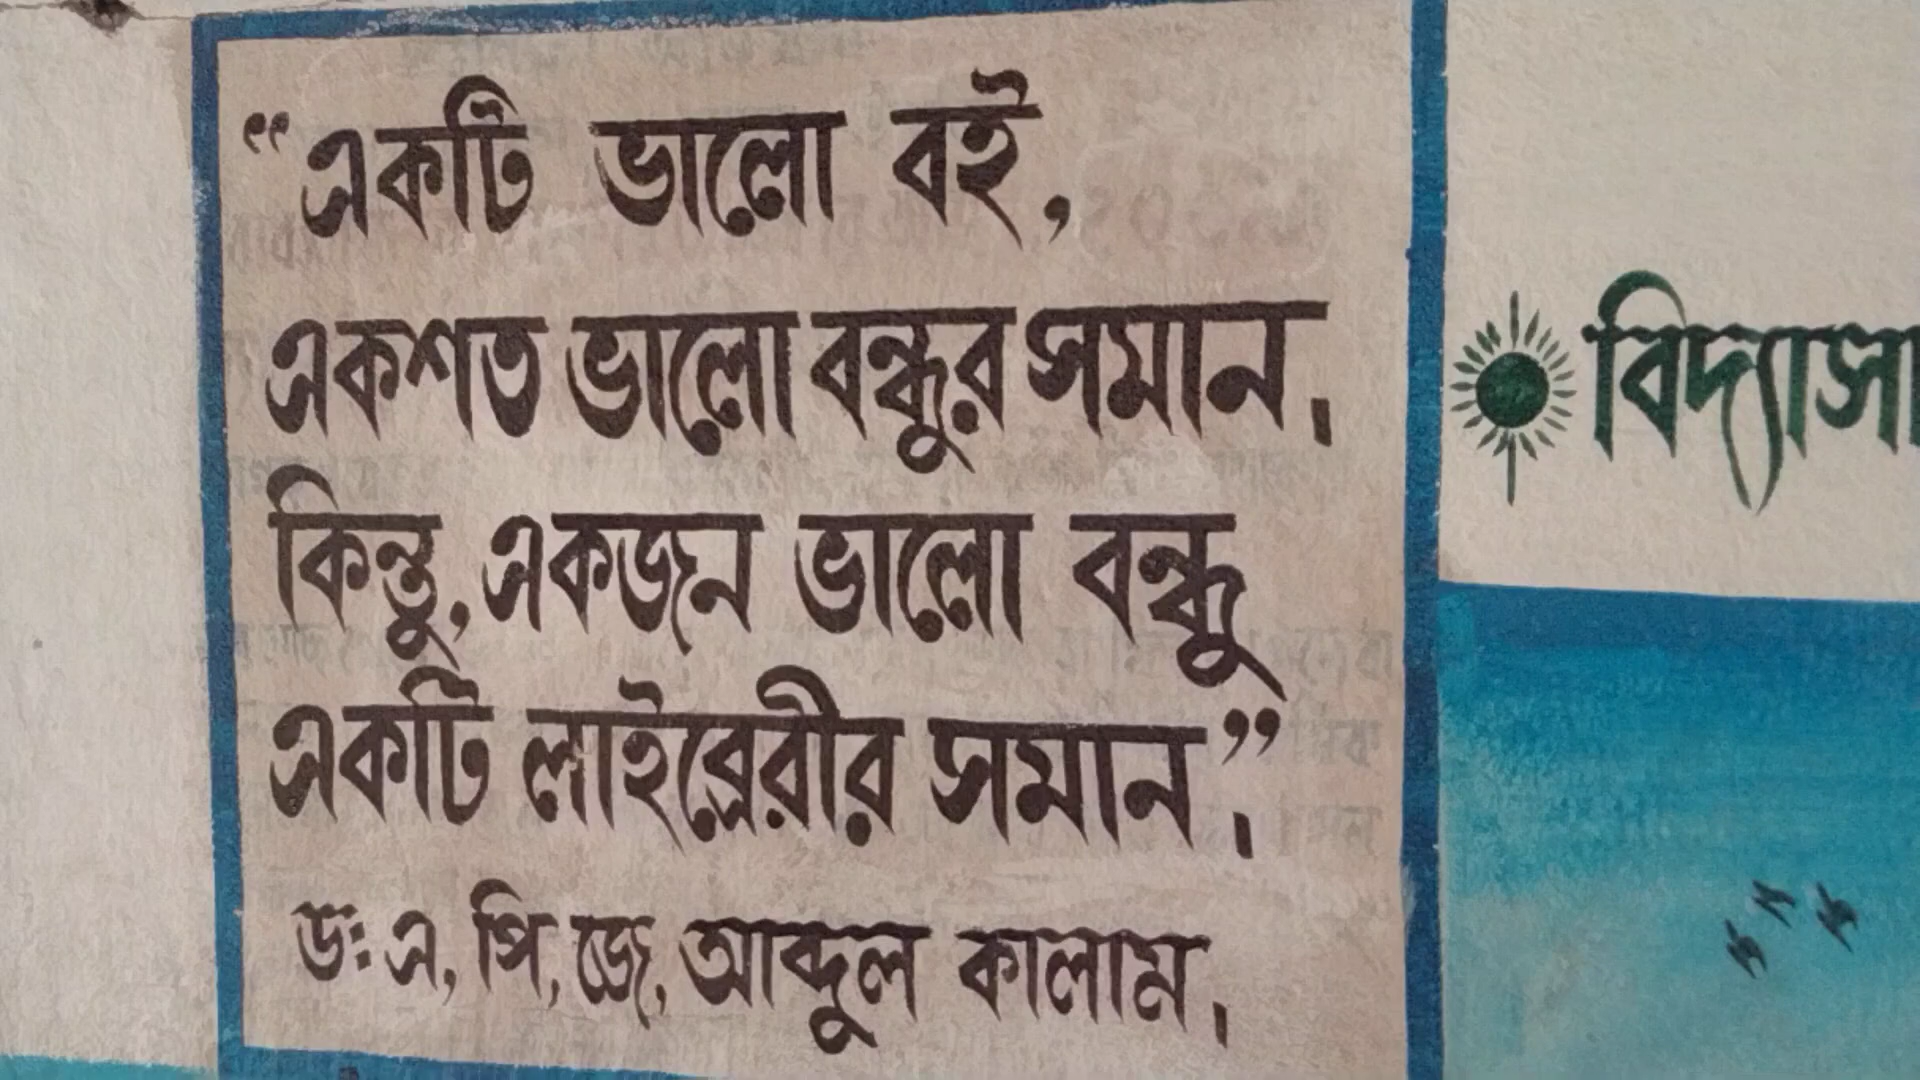 “একটি ভালো বই,
একশত ভালো বন্ধুর সমান।
কিন্তু, একজন ভালো বন্ধু
একটি লাইব্রেরীর সমান”।
ডঃ এ, পি, জে, আব্দুল কালাম।